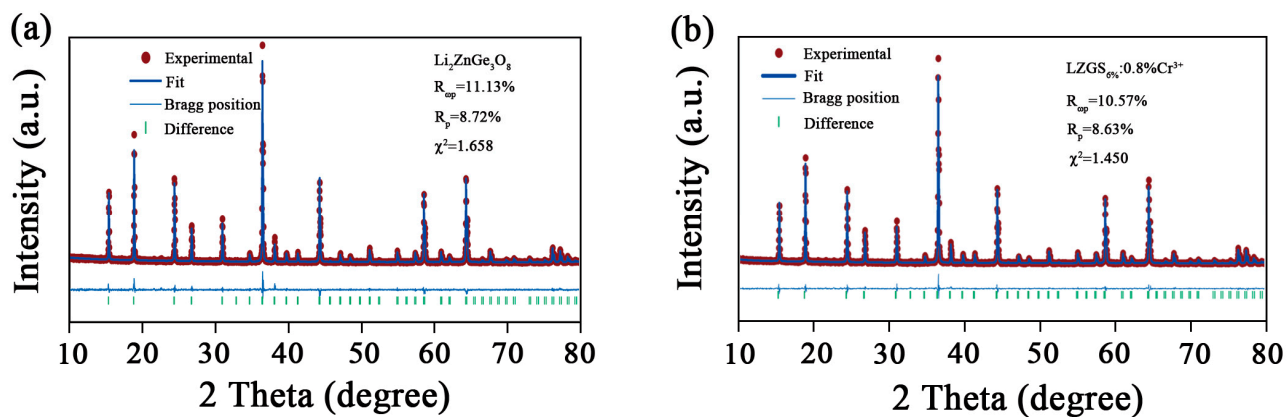 (a)
Intensity (a.u.)
Experimental
Fit
Bragg position
Difference
Li₂ZnGe₃O₈
Rωp=11.13%
Rp=8.72%
χ²=1.658
10 20 30 40 50 60 70 80
2 Theta (degree)
(b)
Intensity (a.u.)
Experimental
Fit
Bragg position
Difference
LZGS₆%:0.8%Cr³⁺
Rωp=10.57%
Rp=8.63%
χ²=1.450
10 20 30 40 50 60 70 80
2 Theta (degree)